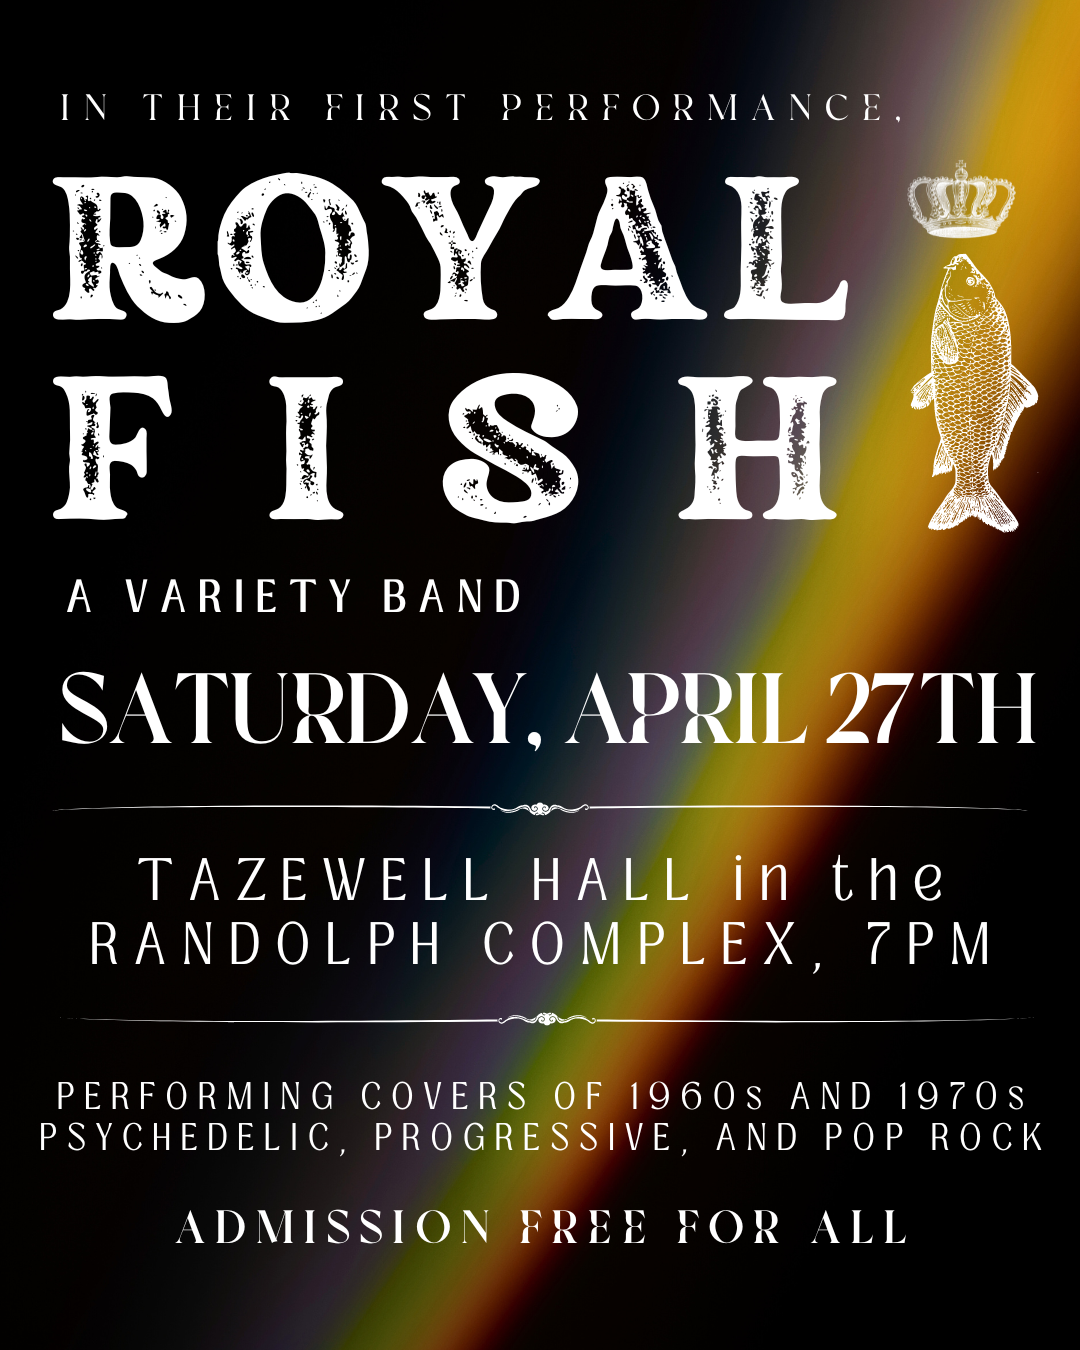 IN THEIR FIRST PERFORMANCE,
ROYAL
FISH
A VARIETY BAND
SATURDAY, APRIL 27TH
TAZEWELL HALL in the
RANDOLPH COMPLEX, 7PM
PERFORMING COVERS OF 1960s AND 1970s
PSYCHEDELIC, PROGRESSIVE, AND POP ROCK
ADMISSION FREE FOR ALL